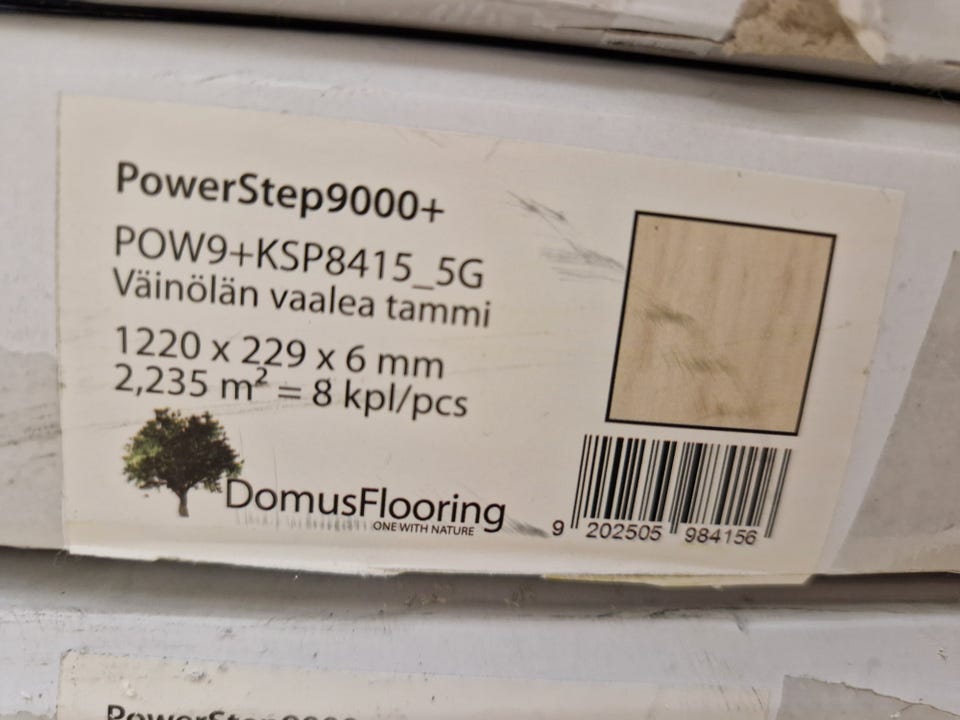 PowerStep9000+
POW9+KSP8415_5G
Väinölän vaalea tammi
1220 x 229 x 6 mm
2,235 m² = 8 kpl/pcs
DomusFlooring
ONE WITH NATURE
9 202505 984156
PowerStep9000